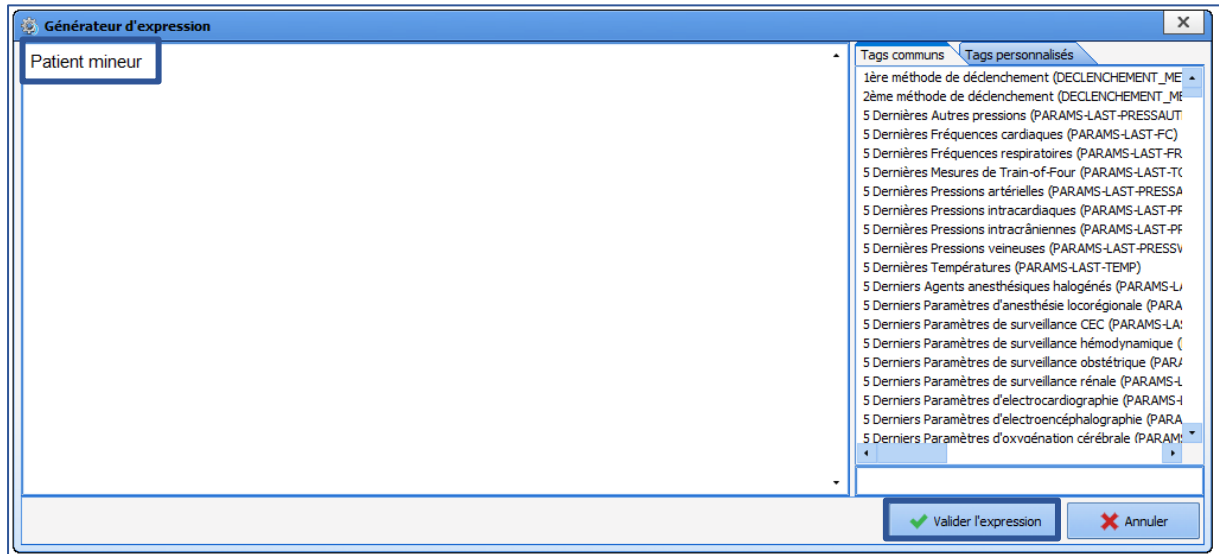 Générateur d'expression
Patient mineur
Tags communs
Tags personnalisés
1ère méthode de déclenchement (DECLENCHEMENT_ME
2ème méthode de déclenchement (DECLENCHEMENT_ME
5 Dernières Autres pressions (PARAMS-LAST-PRESSAUT
5 Dernières Fréquences cardiaques (PARAMS-LAST-FC)
5 Dernières Fréquences respiratoires (PARAMS-LAST-FR
5 Dernières Mesures de Train-of-Four (PARAMS-LAST-TO
5 Dernières Pressions artérielles (PARAMS-LAST-PRESSA
5 Dernières Pressions intracardiaques (PARAMS-LAST-PR
5 Dernières Pressions intracrâniennes (PARAMS-LAST-PR
5 Dernières Pressions veineuses (PARAMS-LAST-PRESSV
5 Dernières Températures (PARAMS-LAST-TEMP)
5 Derniers Agents anesthésiques halogénés (PARAMS-LA
5 Derniers Paramètres d'anesthésie locorégionale (PARA
5 Derniers Paramètres de surveillance CEC (PARAMS-LAS
5 Derniers Paramètres de surveillance hémodynamique (
5 Derniers Paramètres de surveillance obstétrique (PARA
5 Derniers Paramètres de surveillance rénale (PARAMS-L
5 Derniers Paramètres d'electrocardiographie (PARAMS-
5 Derniers Paramètres d'electroencéphalographie (PARA
5 Derniers Paramètres d'oxygénation cérébrale (PARAM
Valider l'expression
Annuler